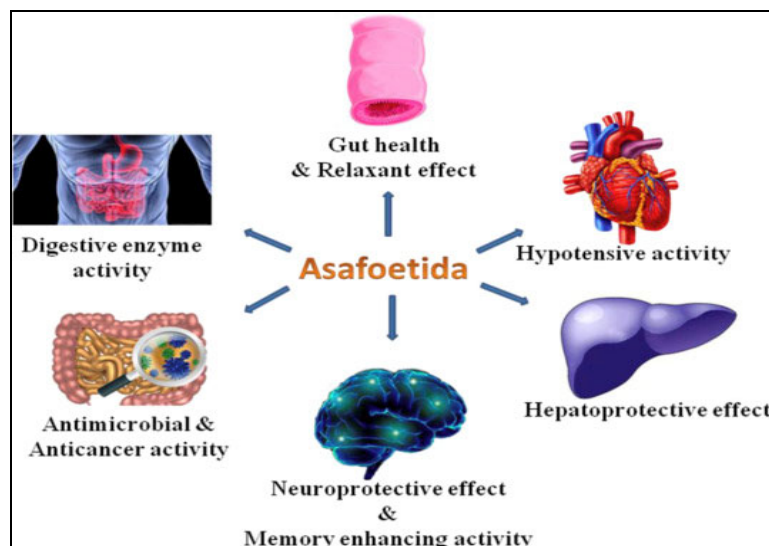 Gut health
& Relaxant effect
Digestive enzyme
activity
Asafoetida
Hypotensive activity
Antimicrobial &
Anticancer activity
Hepatoprotective effect
Neuroprotective effect
&
Memory enhancing activity